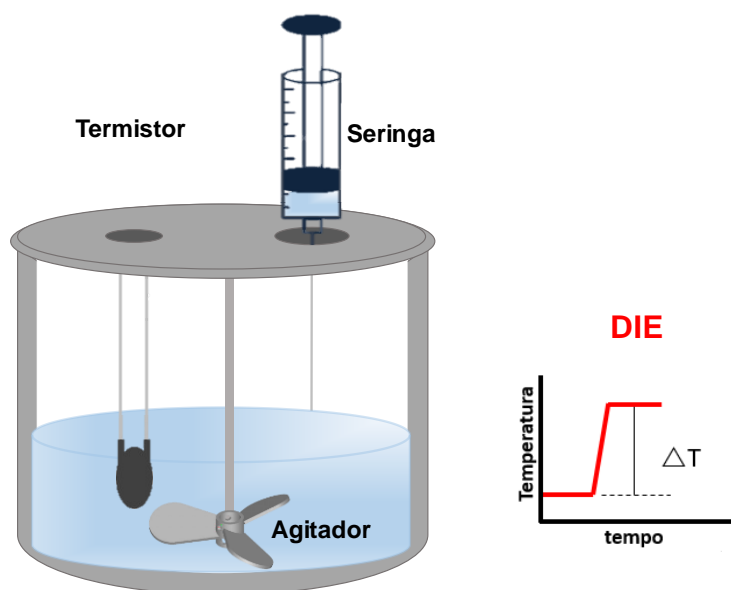 Termistor
Seringa
Agitador
DIE
Temperatura
△T
tempo